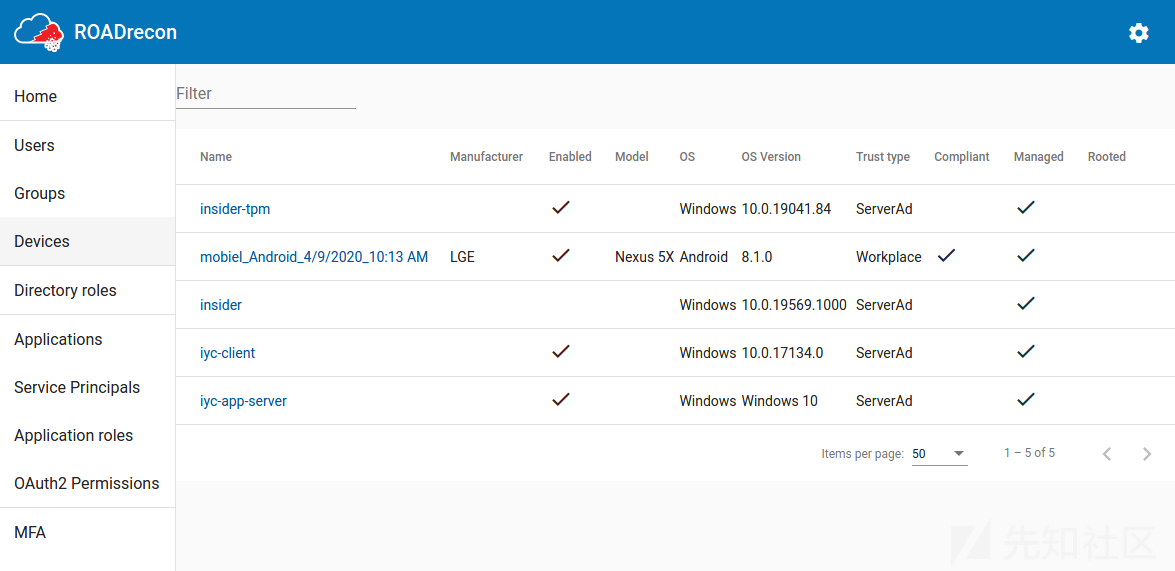 ROADrecon
Home
Users
Groups
Devices
Directory roles
Applications
Service Principals
Application roles
OAuth2 Permissions
MFA
Filter
Name Manufacturer Enabled Model OS OS Version Trust type Compliant Managed Rooted
insider-tpm Windows 10.0.19041.84 ServerAd
mobiel_Android_4/9/2020_10:13 AM LGE Nexus 5X Android 8.1.0 Workplace
insider Windows 10.0.19569.1000 ServerAd
iyc-client Windows 10.0.17134.0 ServerAd
iyc-app-server Windows Windows 10 ServerAd
Items per page: 50 1 – 5 of 5
先知社区